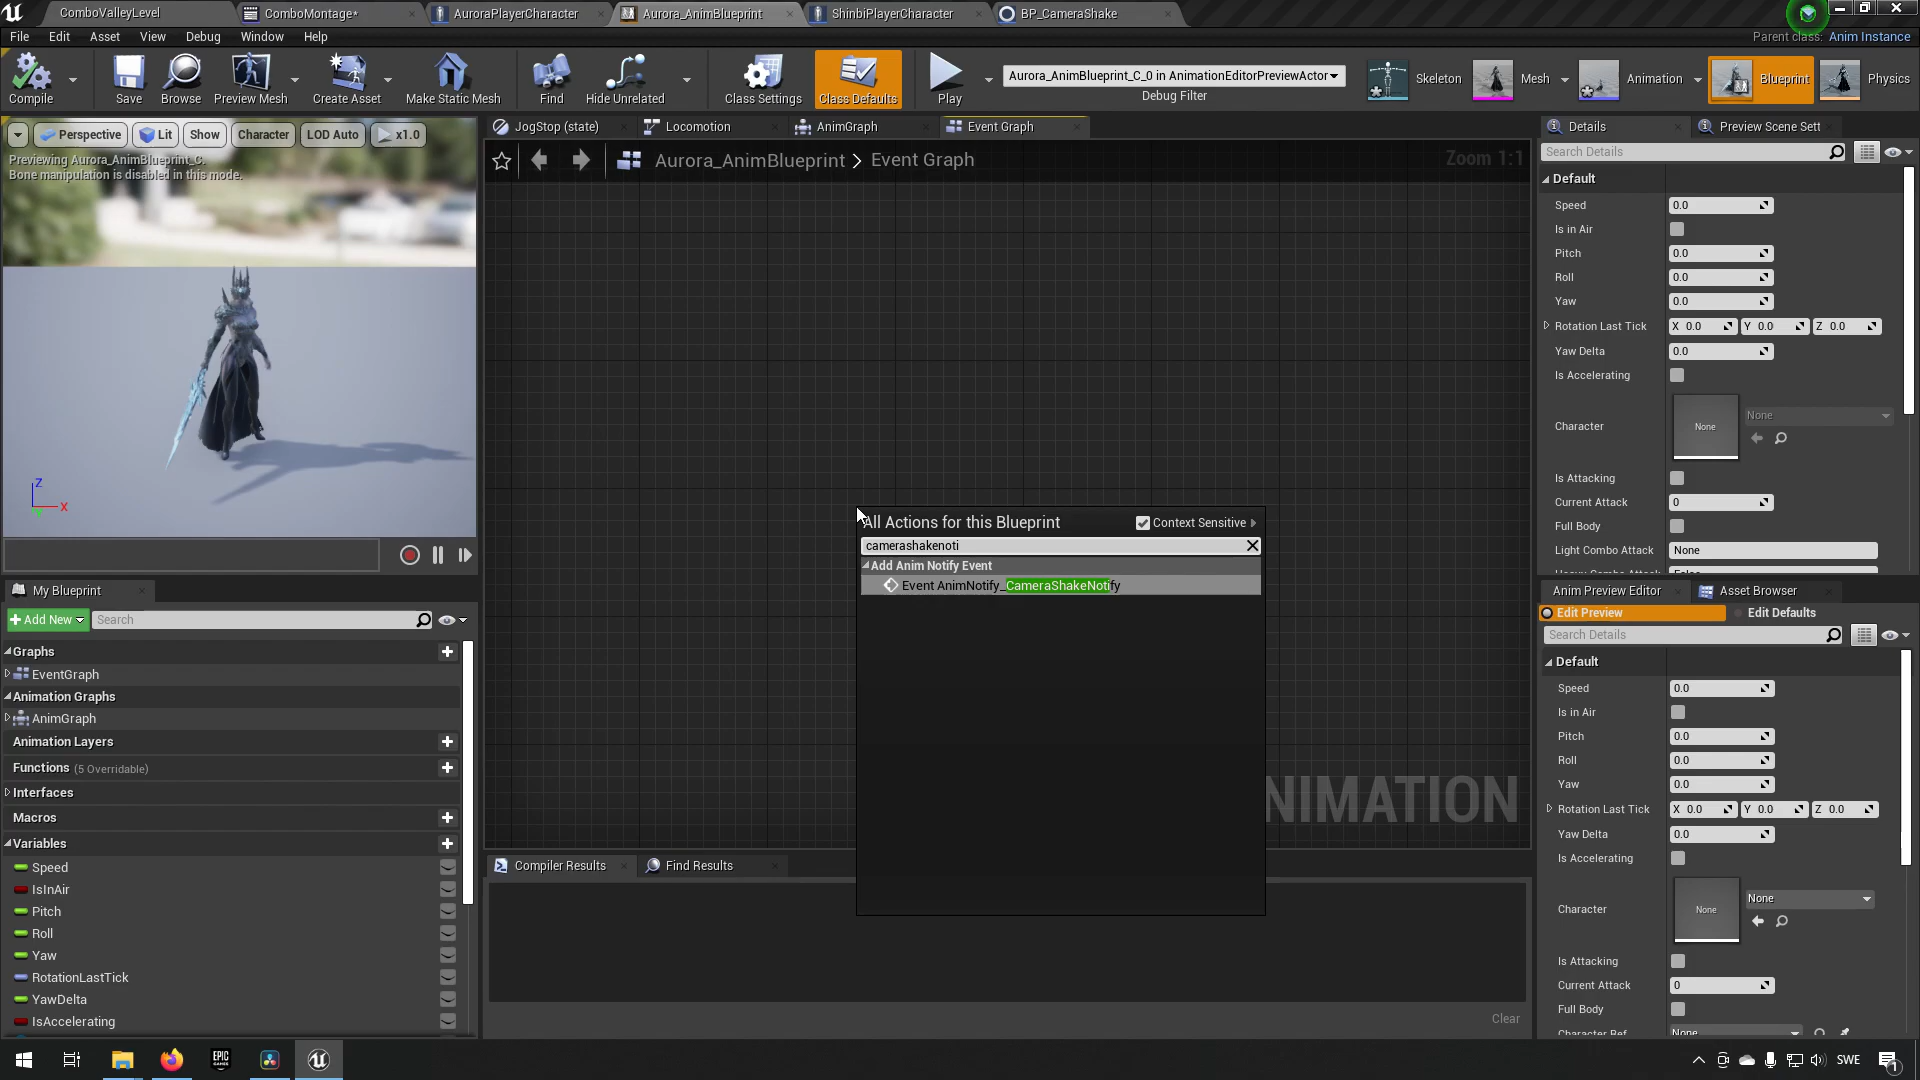 ComboValleyLevel
ComboMontage*
AuroraPlayerCharacter
Aurora_AnimBlueprint
ShinbiPlayerCharacter
BP_CameraShake
File
Edit
Asset
View
Debug
Window
Help
Parent class: Anim Instance
Compile
Save
Browse
Preview Mesh
Create Asset
Make Static Mesh
Find
Hide Unrelated
Class Settings
Class Defaults
Play
Aurora_AnimBlueprint_C_0 in AnimationEditorPreviewActor
Debug Filter
Skeleton
Mesh
Animation
Blueprint
Physics
Perspective
Lit
Show
Character
LOD Auto
x1.0
Previewing Aurora_AnimBlueprint_C.
Bone manipulation is disabled in this mode.
Z
X
JogStop (state)
Locomotion
AnimGraph
Event Graph
Aurora_AnimBlueprint > Event Graph
Zoom 1:1
All Actions for this Blueprint
Context Sensitive
camerashakenoti
Add Anim Notify Event
Event AnimNotify_CameraShakeNotify
NIMATION
Compiler Results
Find Results
Clear
My Blueprint
Add New
Search
Graphs
EventGraph
Animation Graphs
AnimGraph
Animation Layers
Functions (5 Overridable)
Interfaces
Macros
Variables
Speed
IsInAir
Pitch
Roll
Yaw
RotationLastTick
YawDelta
IsAccelerating
Details
Preview Scene Sett
Search Details
Default
Speed 0.0
Is in Air
Pitch 0.0
Roll 0.0
Yaw 0.0
Rotation Last Tick X 0.0 Y 0.0 Z 0.0
Yaw Delta 0.0
Is Accelerating
Character None None
Is Attacking
Current Attack 0
Full Body
Light Combo Attack None
Anim Preview Editor
Asset Browser
Edit Preview
Edit Defaults
Search Details
Default
Speed 0.0
Is in Air
Pitch 0.0
Roll 0.0
Yaw 0.0
Rotation Last Tick X 0.0 Y 0.0 Z 0.0
Yaw Delta 0.0
Is Accelerating
Character None None
Is Attacking
Current Attack 0
Full Body
Character Ref None
EPIC GAMES
SWE
1